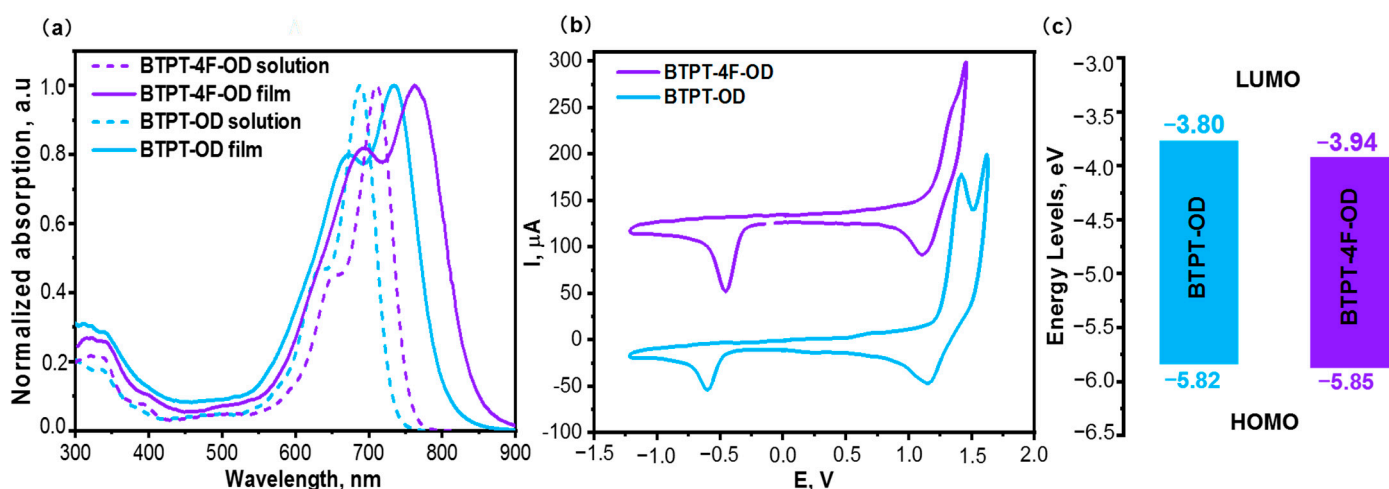 (a)
Normalized absorption, a.u
1.0
0.8
0.6
0.4
0.2
0.0
BTPT-4F-OD solution
BTPT-4F-OD film
BTPT-OD solution
BTPT-OD film
300 400 500 600 700 800 900
Wavelength, nm
(b)
I, μA
300
250
200
150
100
50
0
-50
-100
BTPT-4F-OD
BTPT-OD
−1.5 −1.0 −0.5 0.0 0.5 1.0 1.5 2.0
E, V
(c)
Energy Levels, eV
−3.0
−3.5
−4.0
−4.5
−5.0
−5.5
−6.0
−6.5
LUMO
−3.80
−3.94
BTPT-OD
BTPT-4F-OD
−5.82
−5.85
HOMO